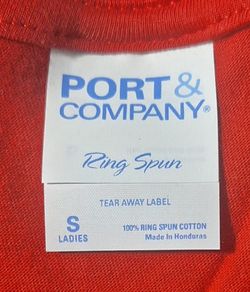 PORT &
COMPANY®
Ring Spun
TEAR AWAY LABEL
S
LADIES
100% RING SPUN COTTON
Made In Honduras